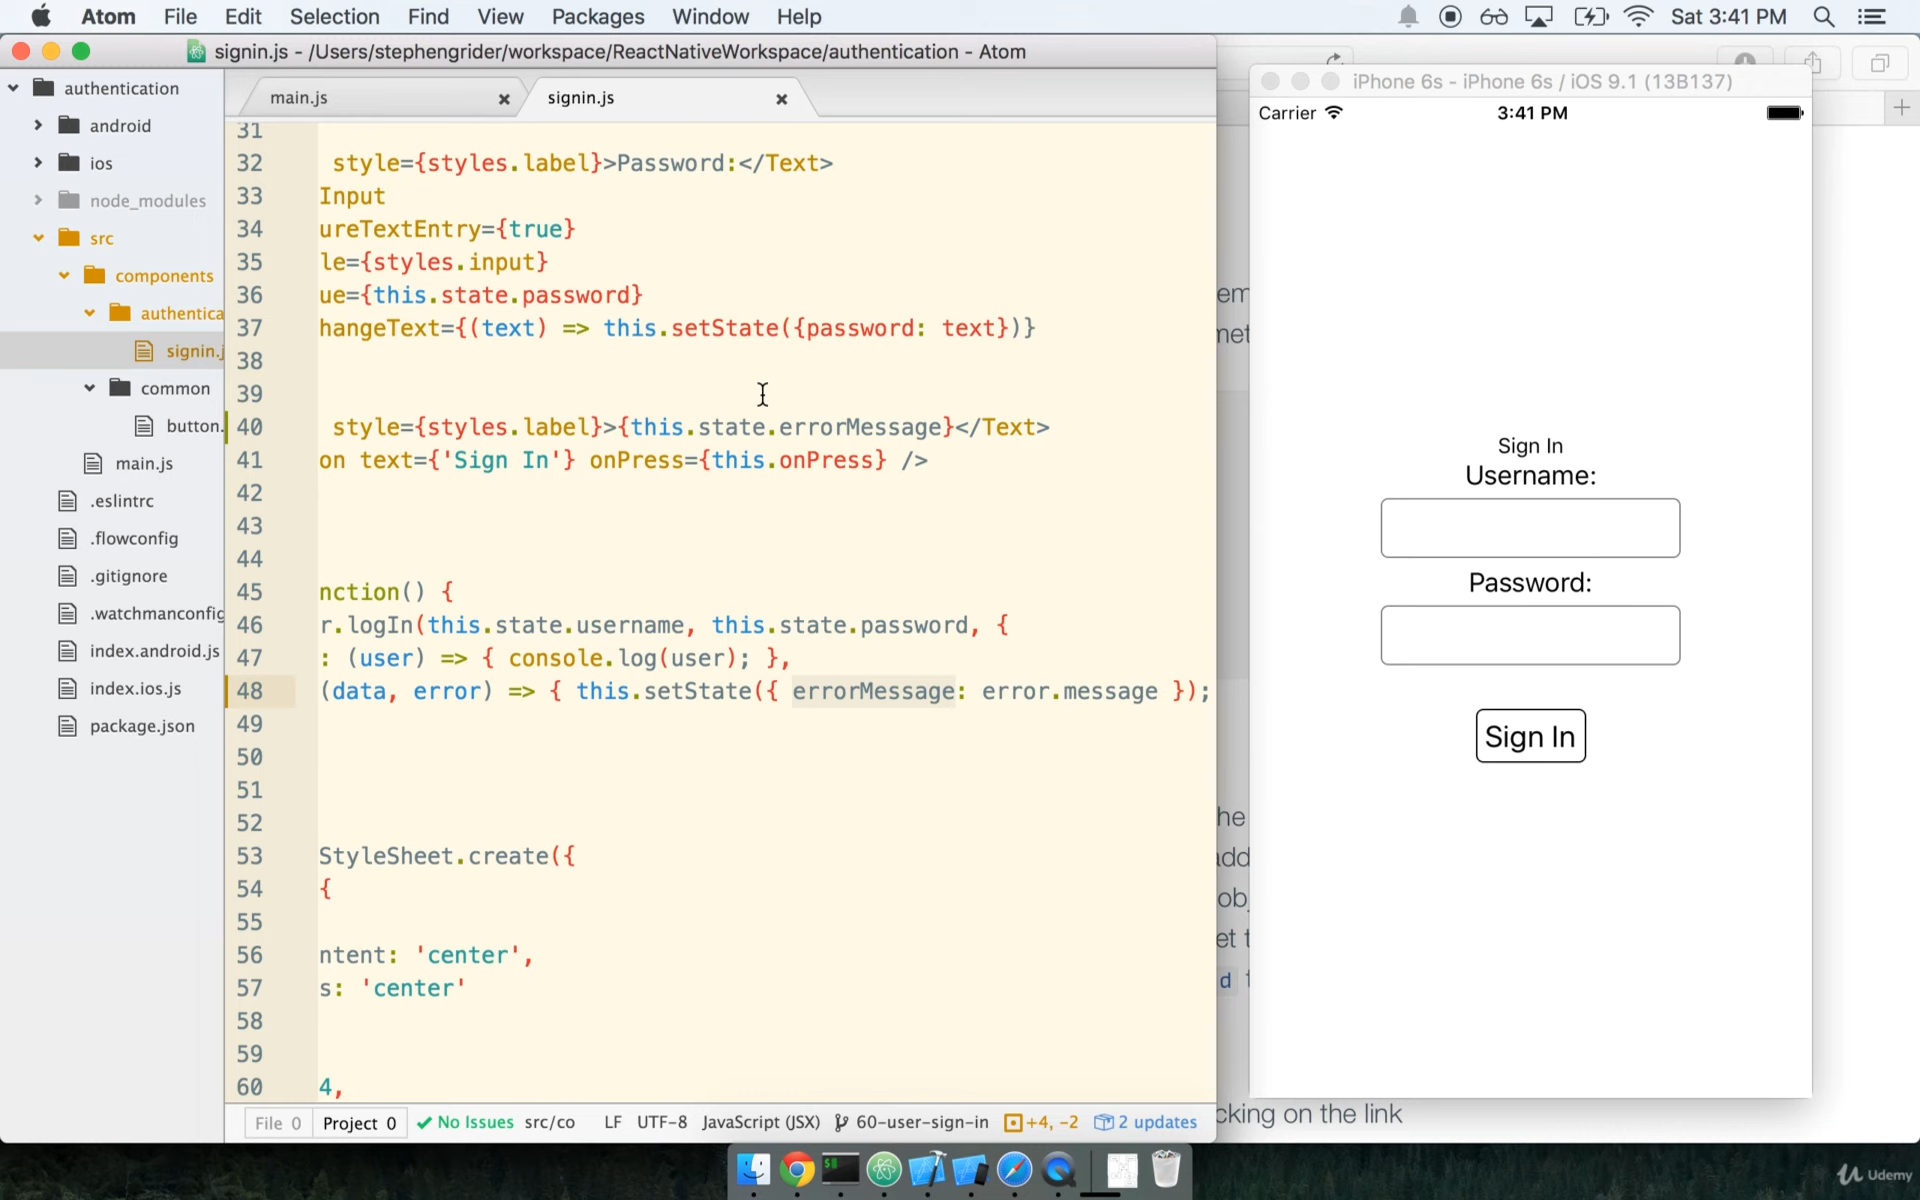 Atom File Edit Selection Find View Packages Window Help Sat 3:41 PM
signin.js - /Users/stephengrider/workspace/ReactNativeWorkspace/authentication - Atom
authentication
android
ios
node_modules
src
components
authentica
signin.j
common
button.
main.js
.eslintrc
.flowconfig
.gitignore
.watchmanconfig
index.android.js
index.ios.js
package.json
main.js signin.js
31
32 style={styles.label}>Password:</Text>
33 Input
34 ureTextEntry={true}
35 le={styles.input}
36 ue={this.state.password}
37 hangeText={(text) => this.setState({password: text})}
38
39
40 style={styles.label}>{this.state.errorMessage}</Text>
41 on text={'Sign In'} onPress={this.onPress} />
42
43
44
45 nction() {
46 r.logIn(this.state.username, this.state.password, {
47 : (user) => { console.log(user); },
48 (data, error) => { this.setState({ errorMessage: error.message });
49
50
51
52
53 StyleSheet.create({
54 {
55
56 ntent: 'center',
57 s: 'center'
58
59
60 4,
File 0 Project 0 No Issues src/co LF UTF-8 JavaScript (JSX) 60-user-sign-in +4, -2 2 updates
iPhone 6s - iPhone 6s / iOS 9.1 (13B137)
Carrier 3:41 PM
Sign In
Username:
Password:
Sign In
em
net
he
add
obj
et t
d
cking on the link
Udemy